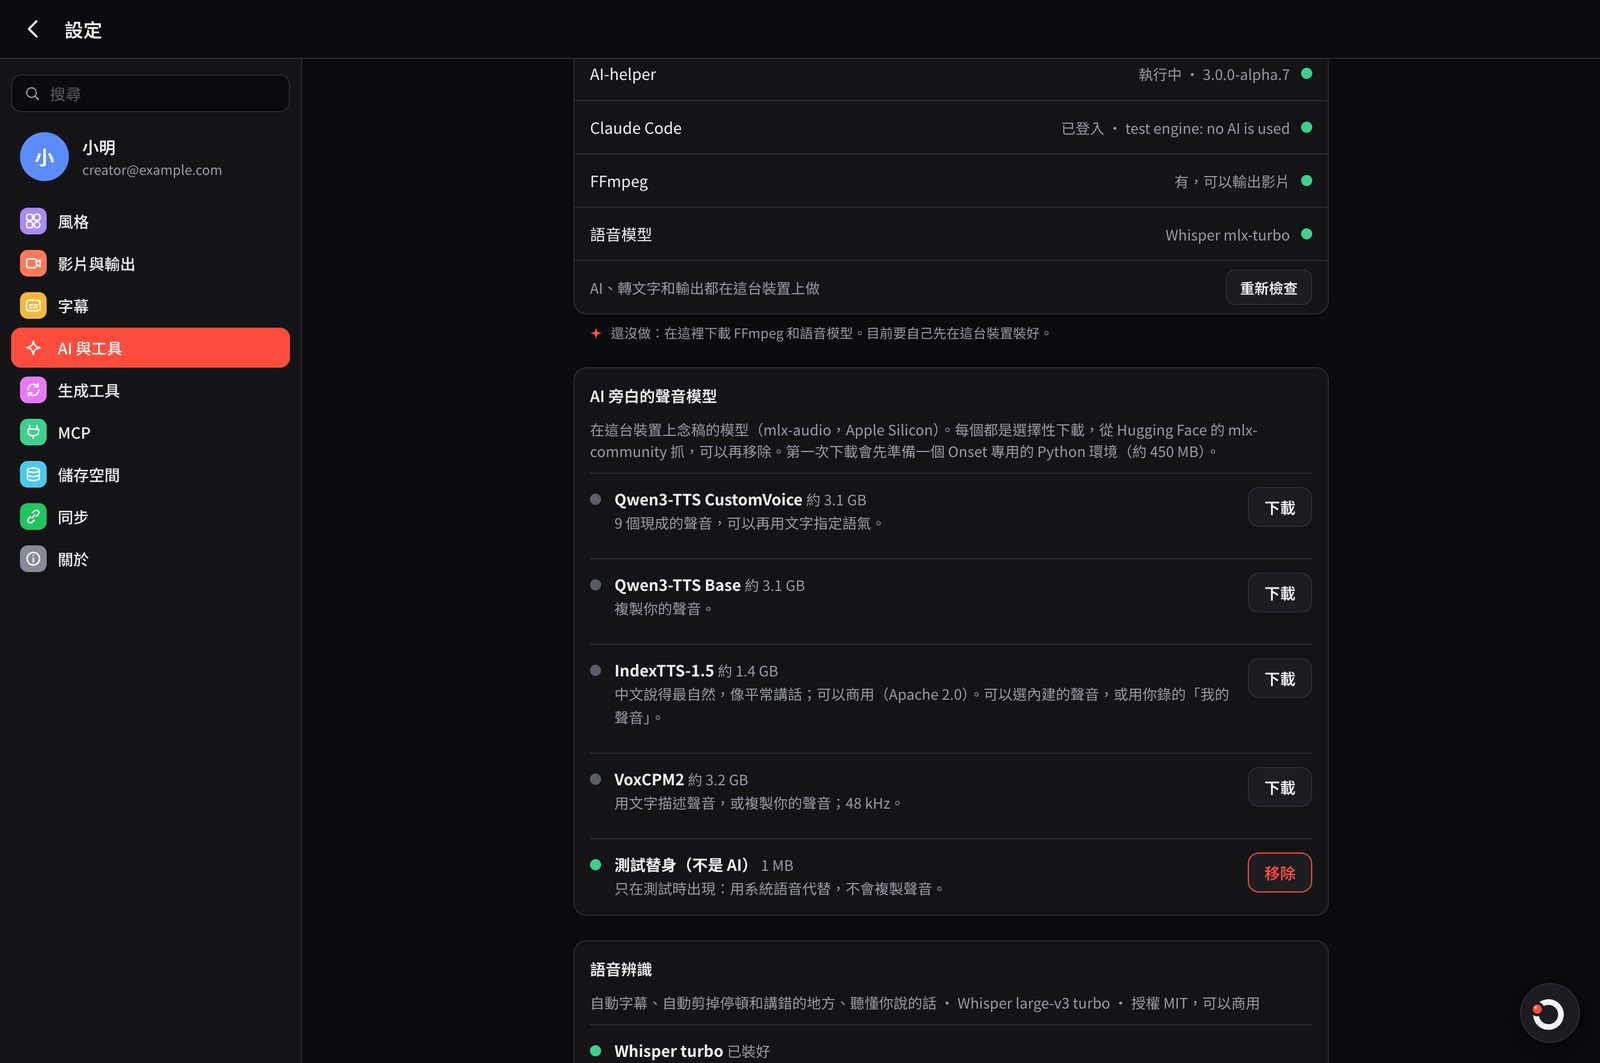 設定
搜尋
小
小明
creator@example.com
風格
影片與輸出
字幕
AI 與工具
生成工具
MCP
儲存空間
同步
關於
AI-helper
執行中 · 3.0.0-alpha.7
Claude Code
已登入 · test engine: no AI is used
FFmpeg
有，可以輸出影片
語音模型
Whisper mlx-turbo
AI、轉文字和輸出都在這台裝置上做
重新檢查
還沒做：在這裡下載 FFmpeg 和語音模型。目前要自己先在這台裝置裝好。
AI 旁白的聲音模型
在這台裝置上念稿的模型（mlx-audio，Apple Silicon）。每個都是選擇性下載，從 Hugging Face 的 mlx-
community 抓，可以再移除。第一次下載會先準備一個 Onset 專用的 Python 環境（約 450 MB）。
Qwen3-TTS CustomVoice 約 3.1 GB
9 個現成的聲音，可以再用文字指定語氣。
下載
Qwen3-TTS Base 約 3.1 GB
複製你的聲音。
下載
IndexTTS-1.5 約 1.4 GB
中文說得最自然，像平常講話；可以商用（Apache 2.0）。可以選內建的聲音，或用你錄的「我的
聲音」。
下載
VoxCPM2 約 3.2 GB
用文字描述聲音，或複製你的聲音；48 kHz。
下載
測試替身（不是 AI） 1 MB
只在測試時出現：用系統語音代替，不會複製聲音。
移除
語音辨識
自動字幕、自動剪掉停頓和講錯的地方、聽懂你說的話 · Whisper large-v3 turbo · 授權 MIT，可以商用
Whisper turbo 已裝好